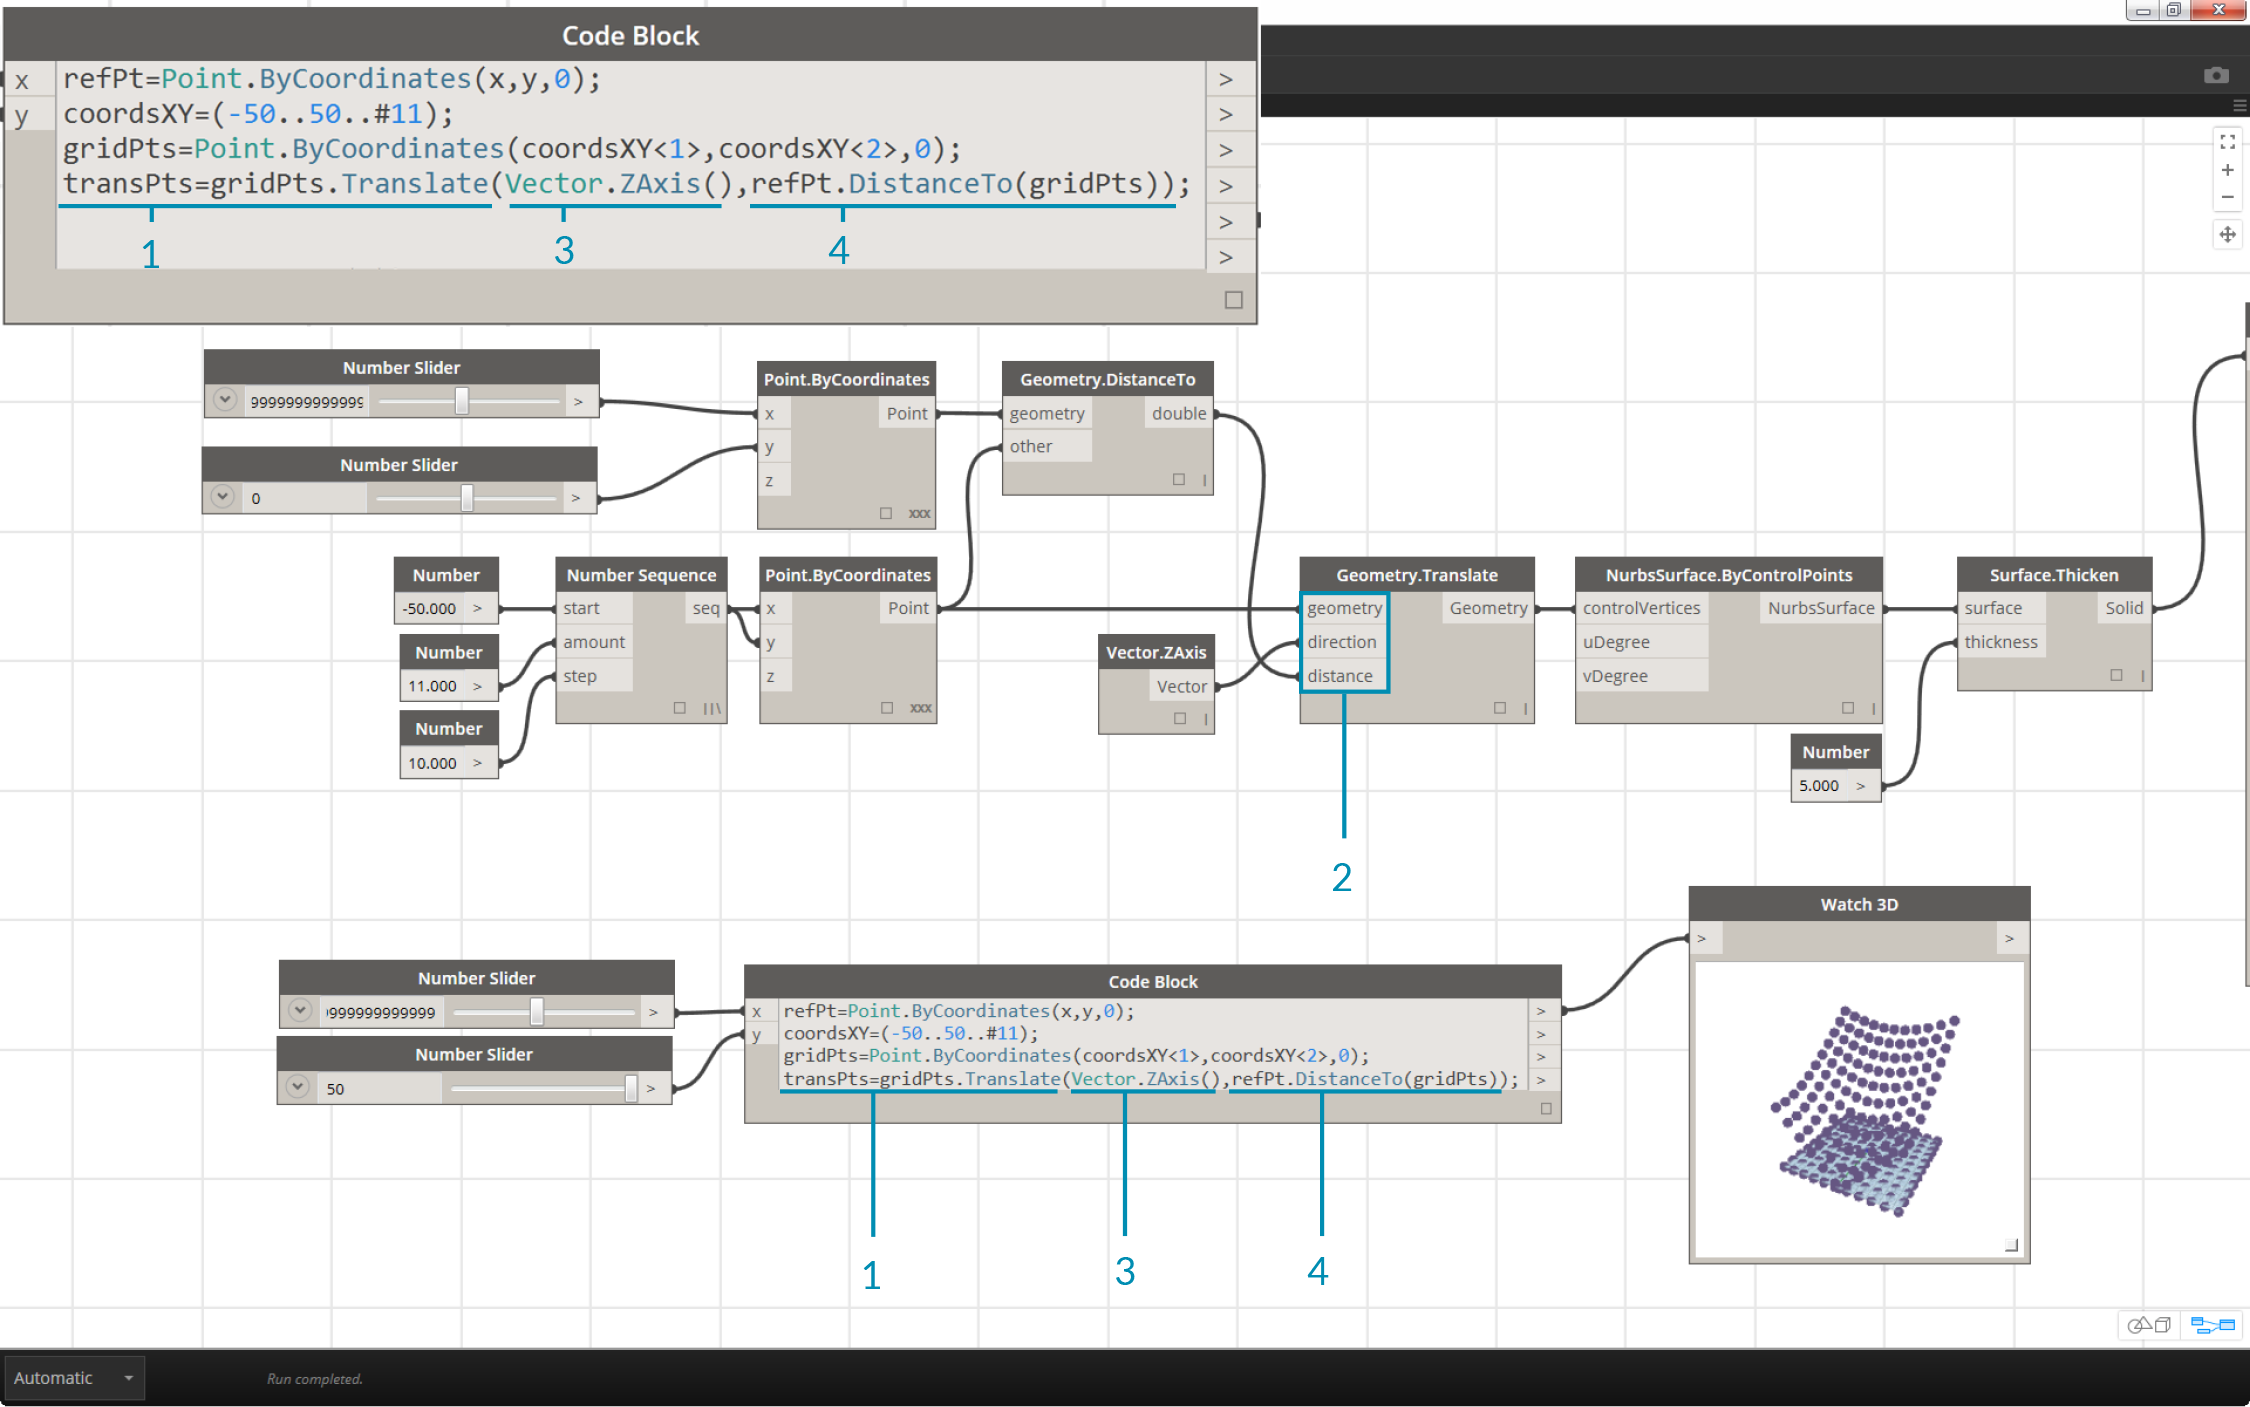 Code Block
x refPt=Point.ByCoordinates(x,y,0); >
y coordsXY=(-50..50..#11); >
gridPts=Point.ByCoordinates(coordsXY<1>,coordsXY<2>,0); >
transPts=gridPts.Translate(Vector.ZAxis(),refPt.DistanceTo(gridPts)); >
>
>
1 3 4
Number Slider
9999999999999 >
Number Slider
0 >
Point.ByCoordinates
x Point
y
z
xxx
Geometry.DistanceTo
geometry double
other
|
Number
-50.000 >
Number
11.000 >
Number
10.000 >
Number Sequence
start seq
amount
step
||\
Point.ByCoordinates
x Point
y
z
xxx
Vector.ZAxis
Vector
|
Geometry.Translate
geometry Geometry
direction
distance
|
2
NurbsSurface.ByControlPoints
controlVertices NurbsSurface
uDegree
vDegree
|
Number
5.000 >
Surface.Thicken
surface Solid
thickness
|
Number Slider
9999999999999 >
Number Slider
50 >
Code Block
x refPt=Point.ByCoordinates(x,y,0); >
y coordsXY=(-50..50..#11); >
gridPts=Point.ByCoordinates(coordsXY<1>,coordsXY<2>,0); >
transPts=gridPts.Translate(Vector.ZAxis(),refPt.DistanceTo(gridPts)); >
1 3 4
Watch 3D
> >
Automatic
Run completed.